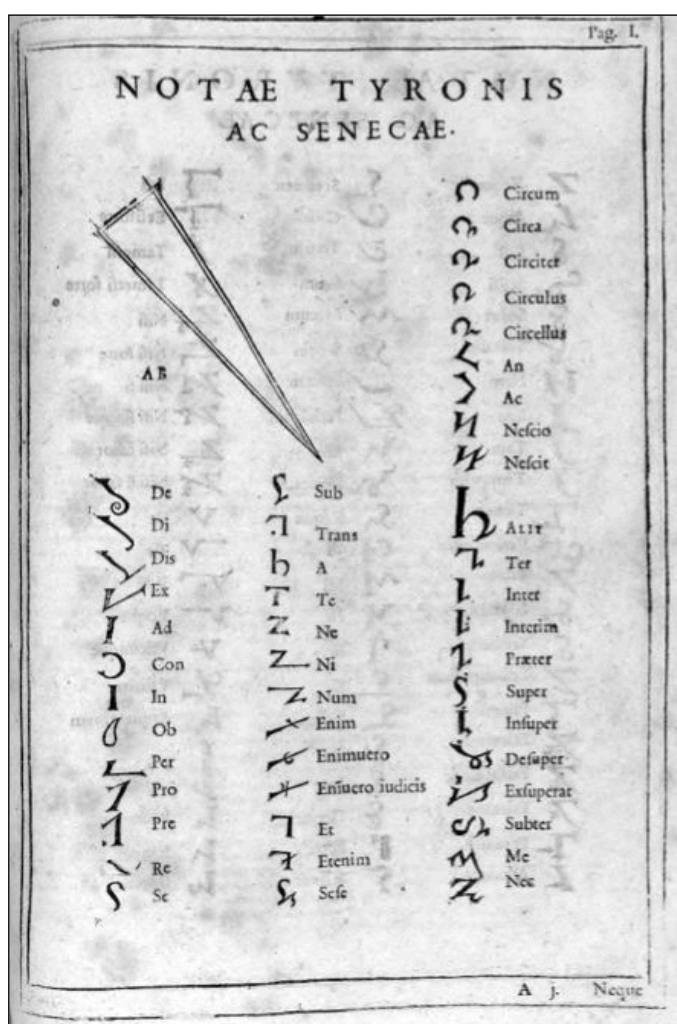 Pag. I.
NOTAE TYRONIS
AC SENECAE.
AB
De
Di
Dis
Ex
Ad
Con
In
Ob
Per
Pro
Pre
Re
Se
Sub
Trans
A
Te
Ne
Ni
Num
Enim
Enimuero
Eniuero iudicis
Et
Etenim
Sese
Circum
Circa
Circiter
Circulus
Circellus
An
Ac
Neſcio
Neſcit
ALIT
Ter
Inter
Interim
Præter
Super
Inſuper
Deſuper
Exſuperat
Subter
Me
Nec
A j. Neque